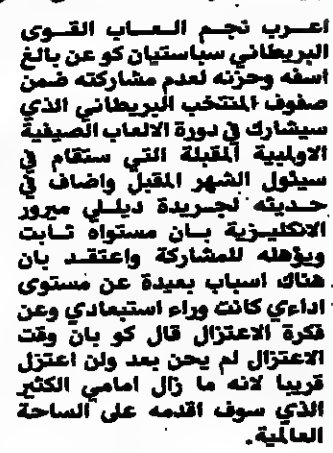 اعرب نجم العاب القوى
البريطاني سباستيان كو عن بالغ
اسفه وحزنه لعدم مشاركته ضمن
صفوف المنتخب البريطاني الذي
سيشارك في دورة الالعاب الصيفية
الاولمبية المقبلة التي ستقام في
سيئول الشهر المقبل واضاف في
حديثه لجريدة ديللي ميرور
الانكليزية بان مستواه ثابت
ويؤهله للمشاركة واعتقد بان
هناك اسباب بعيدة عن مستوى
اداءي كانت وراء استبعادي وعن
فكرة الاعتزال قال كو بان وقت
الاعتزال لم يحن بعد ولن اعتزل
قريبا لانه ما زال امامي الكثير
الذي سوف اقدمه على الساحة
العالمية.